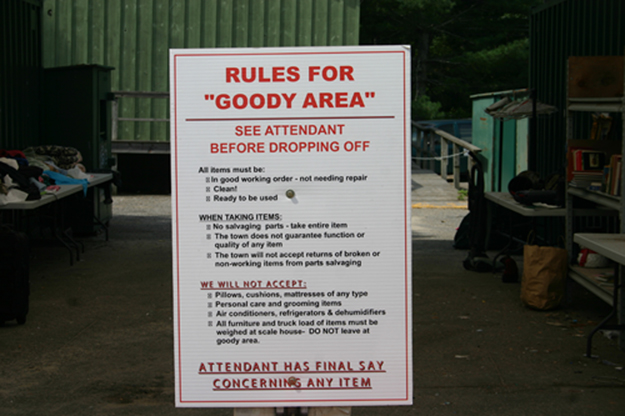 RULES FOR
"GOODY AREA"
SEE ATTENDANT
BEFORE DROPPING OFF
All items must be:
In good working order - not needing repair
Clean!
Ready to be used
WHEN TAKING ITEMS:
No salvaging parts - take entire item
The town does not guarantee function or
quality of any item
The town will not accept returns of broken or
non-working items from parts salvaging
WE WILL NOT ACCEPT:
Pillows, cushions, mattresses of any type
Personal care and grooming items
Air conditioners, refrigerators & dehumidifiers
All furniture and truck load of items must be
weighed at scale house- DO NOT leave at
goody area.
ATTENDANT HAS FINAL SAY
CONCERNING ANY ITEM